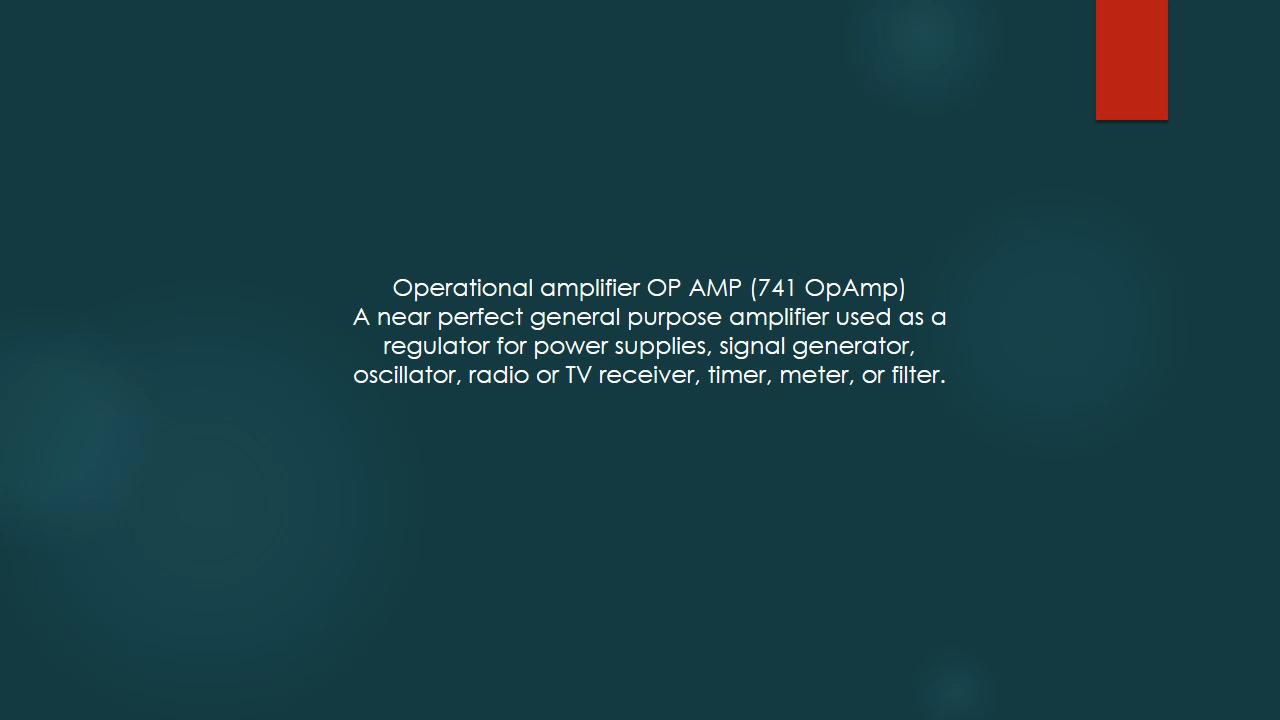 Operational amplifier OP AMP (741 OpAmp)
A near perfect general purpose amplifier used as a
regulator for power supplies, signal generator,
oscillator, radio or TV receiver, timer, meter, or filter.